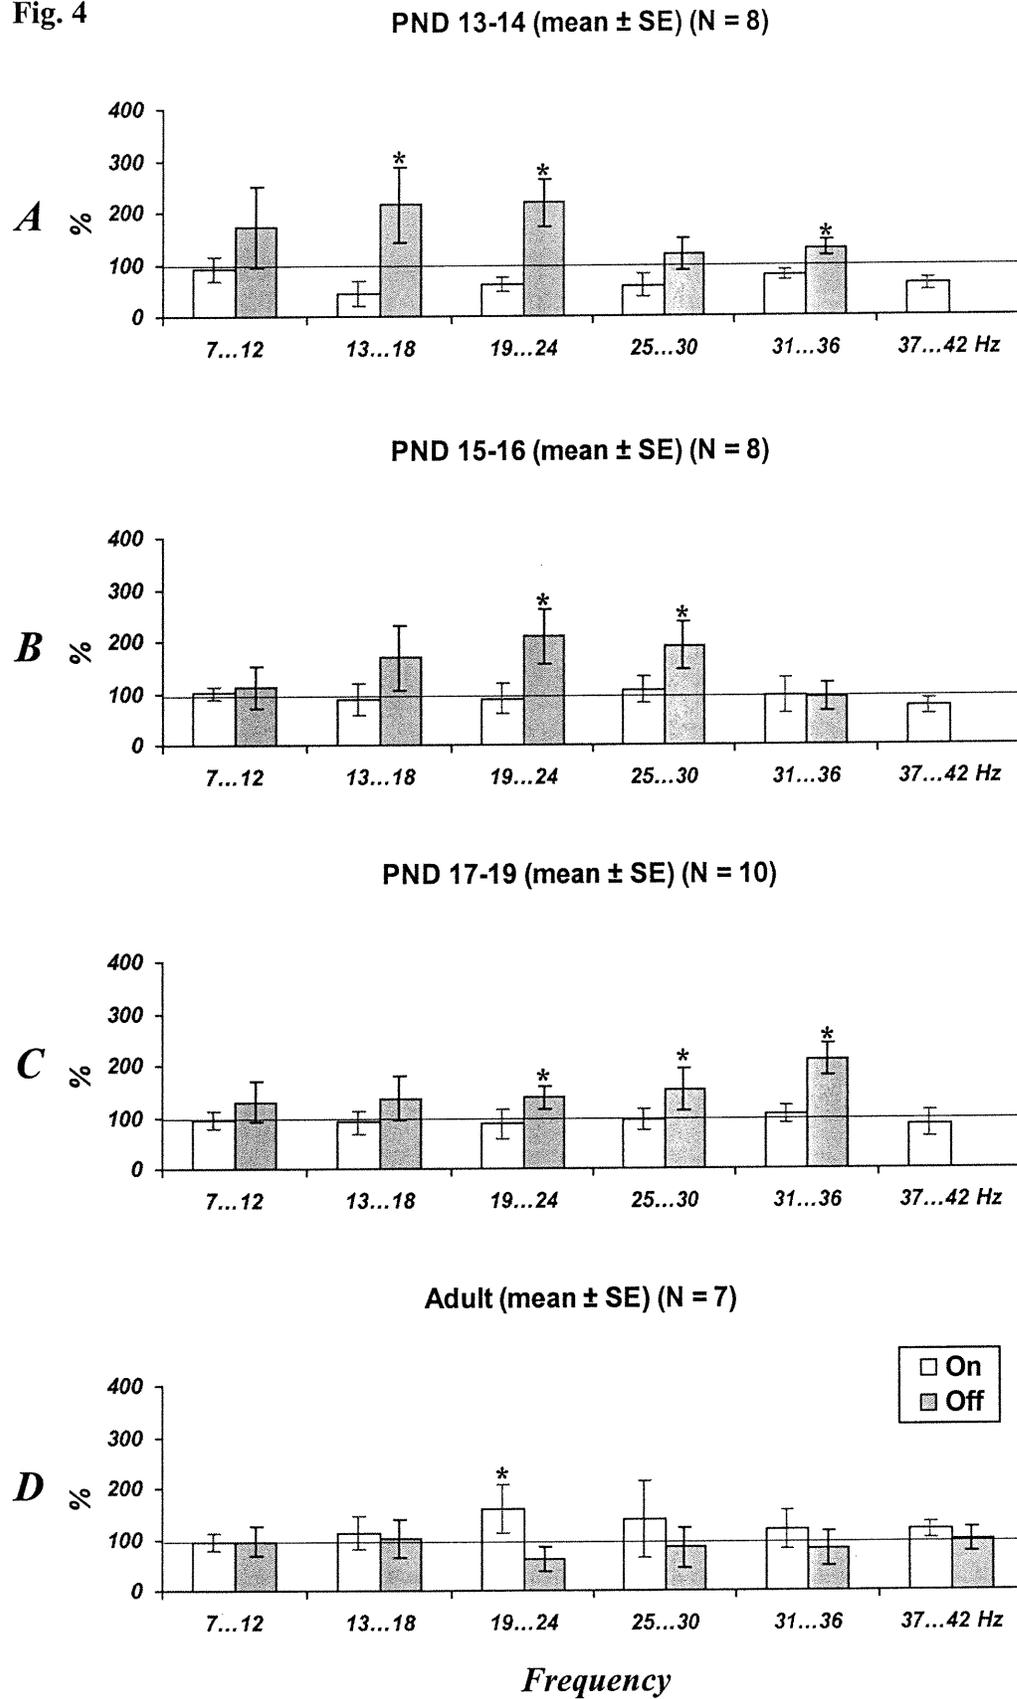 Fig. 4
PND 13-14 (mean ± SE) (N = 8)
400
300
200
100
0
A
%
*
*
*
7...12 13...18 19...24 25...30 31...36 37...42 Hz
PND 15-16 (mean ± SE) (N = 8)
400
300
200
100
0
B
%
*
*
7...12 13...18 19...24 25...30 31...36 37...42 Hz
PND 17-19 (mean ± SE) (N = 10)
400
300
200
100
0
C
%
*
*
*
7...12 13...18 19...24 25...30 31...36 37...42 Hz
Adult (mean ± SE) (N = 7)
On
Off
400
300
200
100
0
D
%
*
7...12 13...18 19...24 25...30 31...36 37...42 Hz
Frequency